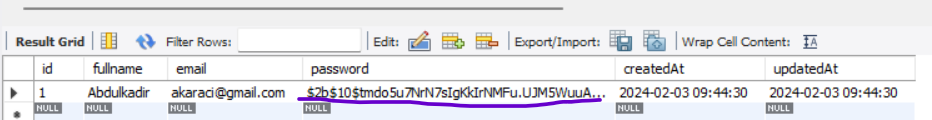 Result Grid Filter Rows: Edit: Export/Import: Wrap Cell Content:
id fullname email password createdAt updatedAt
1 Abdulkadir akaraci@gmail.com $2b$10$tmdo5u7NrN7sIgKkIrNMFu.UJM5WuuA... 2024-02-03 09:44:30 2024-02-03 09:44:30
NULL NULL NULL NULL NULL NULL